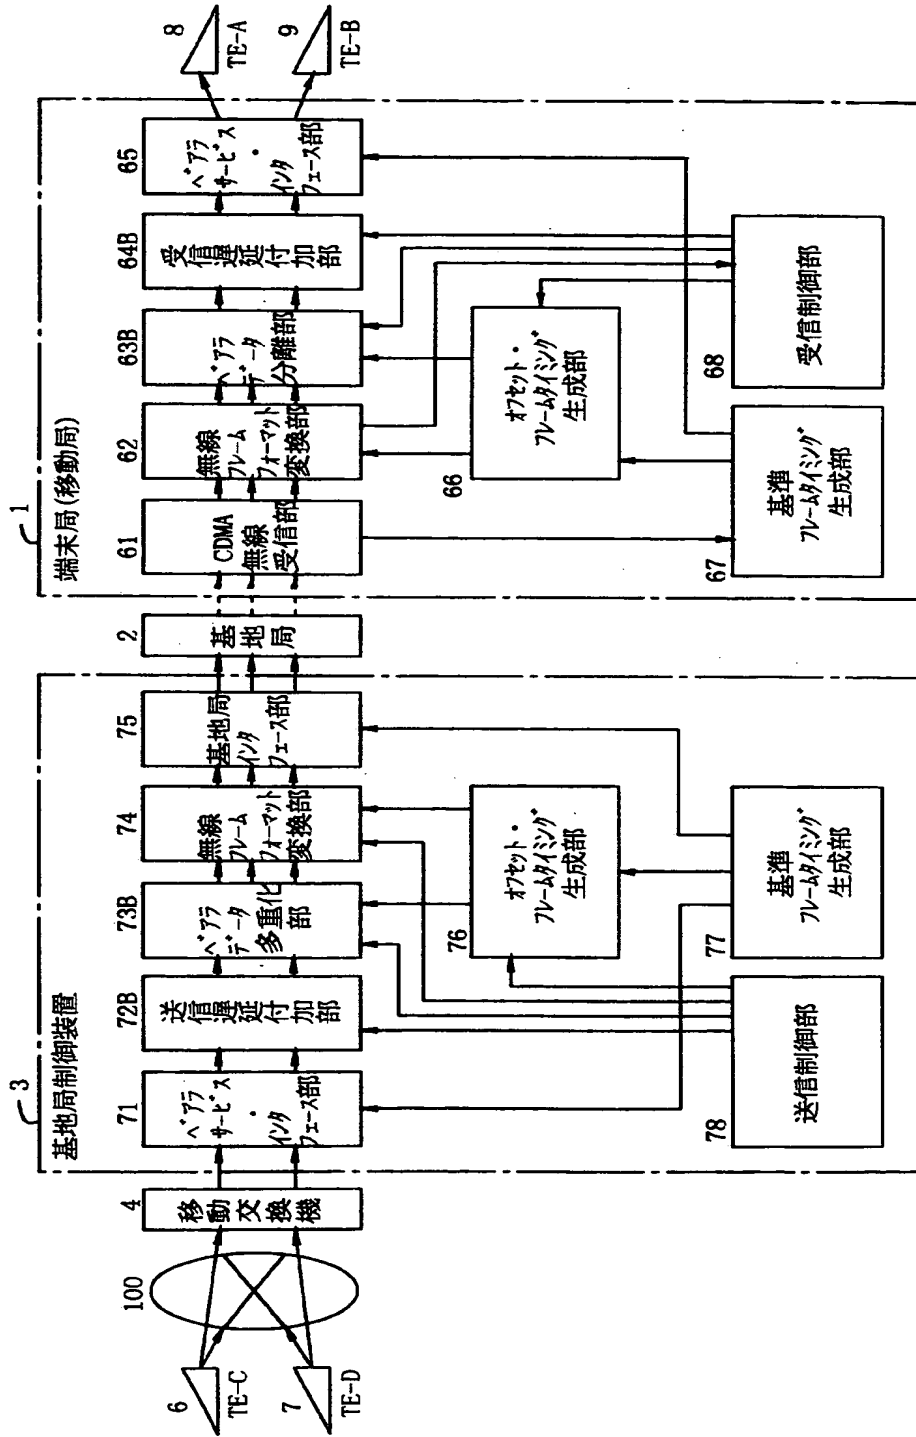 3
基地局制御装置
1
端末局(移動局)
100
4
移動交換機
71
ベアラ
サービス
・
インタ
フェース部
72B
送信遅延付加部
73B
ベアラ
データ
多重化
部
74
無線
フレーム
フォーマット
変換部
75
基地局
インタ
フェース部
2
基地局
61
CDMA
無線
受信部
62
無線
フレーム
フォーマット
変換部
63B
ベアラ
データ
分離部
64B
受信遅延付加部
65
ベアラ
サービス
・
インタ
フェース部
8
TE-A
9
TE-B
6
TE-C
7
TE-D
76
オフセット・
フレームタイミング
生成部
66
オフセット・
フレームタイミング
生成部
78
送信制御部
77
基準
フレームタイミング
生成部
67
基準
フレームタイミング
生成部
68
受信制御部